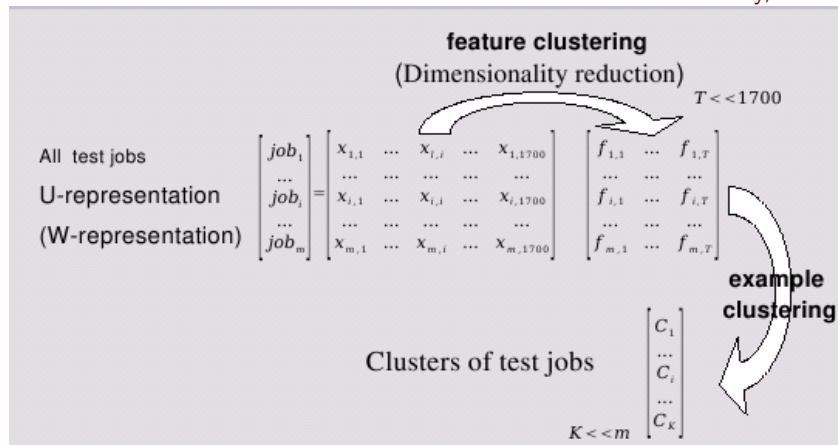 feature clustering
(Dimensionality reduction)
T<<1700
All test jobs
U-representation
(W-representation)
[job₁ ... jobᵢ ... jobₘ] = [x₁,₁ ... xᵢ,ᵢ ... x₁,₁₇₀₀
... ... ... ... ...
xᵢ,₁ ... xᵢ,ᵢ ... xᵢ,₁₇₀₀
... ... ... ... ...
xₘ,₁ ... xₘ,ᵢ ... xₘ,₁₇₀₀]
[f₁,₁ ... f₁,T
... ... ...
fᵢ,₁ ... fᵢ,T
... ... ...
fₘ,₁ ... fₘ,T]
example
clustering
Clusters of test jobs
[C₁
...
Cᵢ
...
C_K]
K<<m